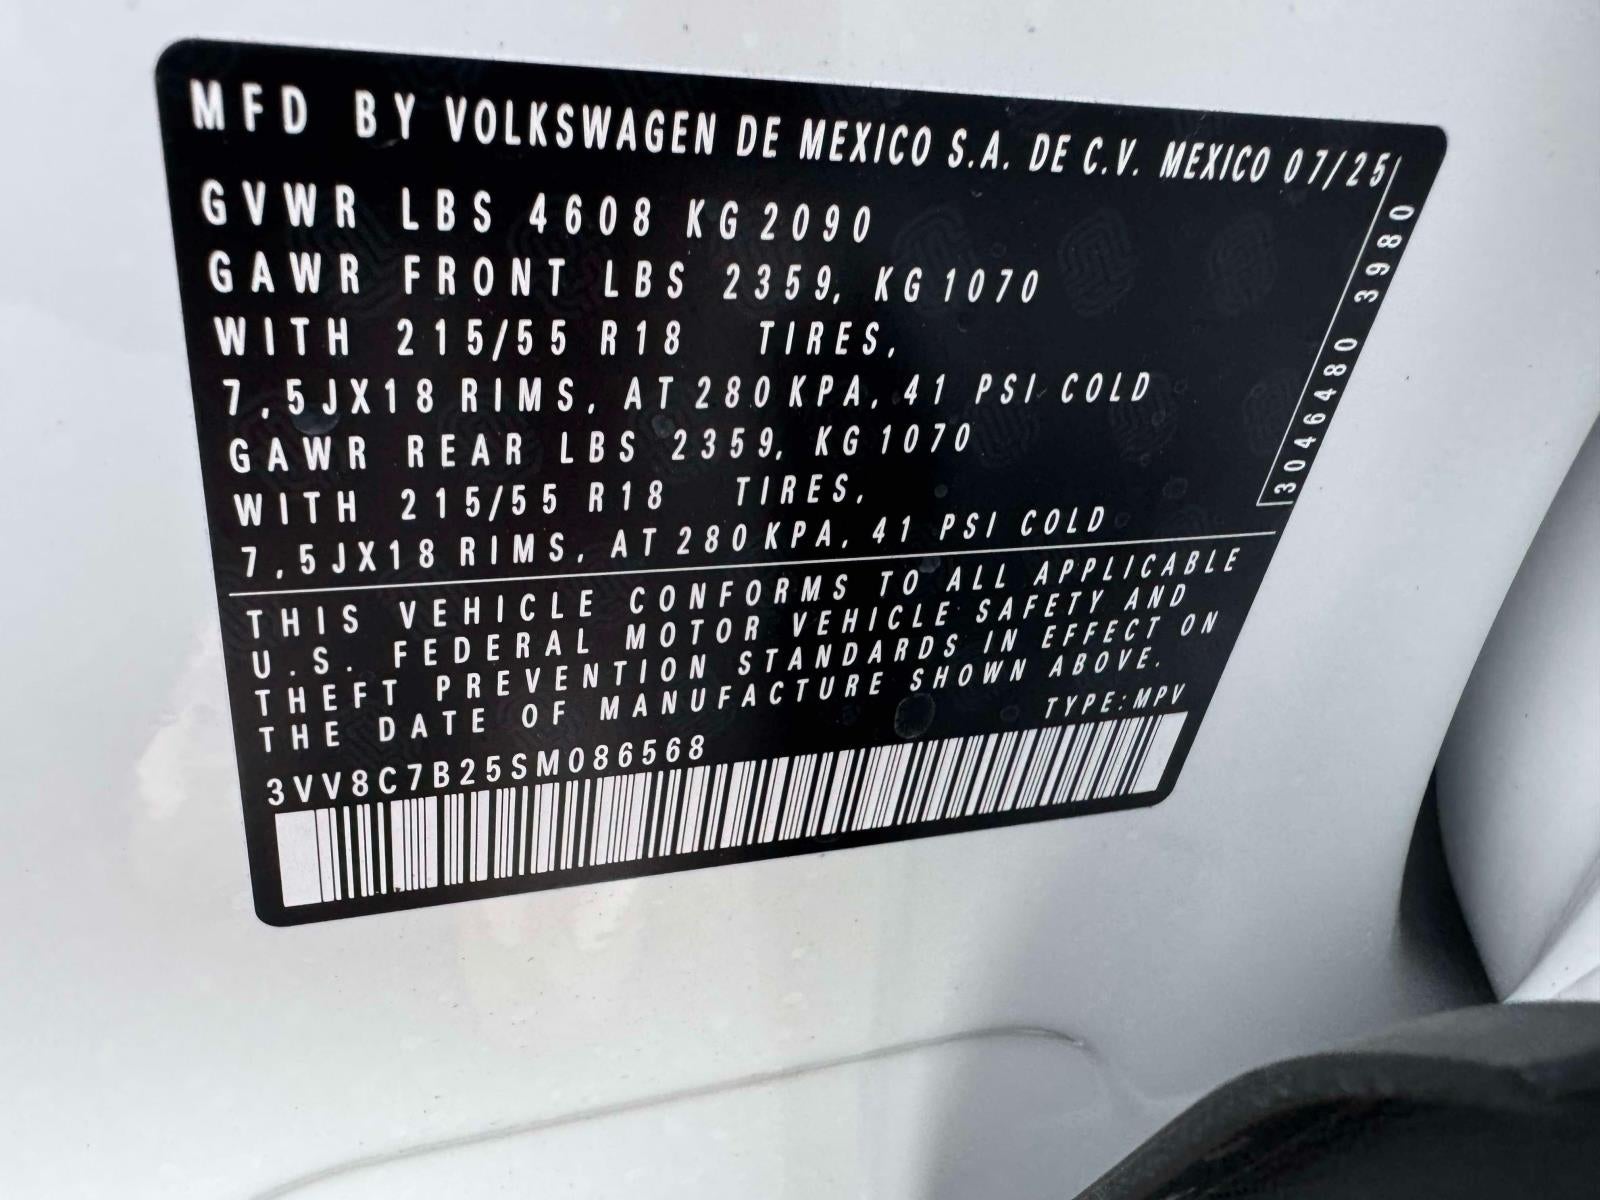 MFD BY VOLKSWAGEN DE MEXICO S.A. DE C.V. MEXICO 07/25
GVWR LBS 4608 KG 2090
GAWR FRONT LBS 2359, KG 1070
WITH 215/55 R18 TIRES,
7,5JX18 RIMS, AT 280 KPA, 41 PSI COLD
GAWR REAR LBS 2359, KG 1070
WITH 215/55 R18 TIRES,
7,5JX18 RIMS, AT 280 KPA, 41 PSI COLD
3046480 3980
THIS VEHICLE CONFORMS TO ALL APPLICABLE
U.S. FEDERAL MOTOR VEHICLE SAFETY AND
THEFT PREVENTION STANDARDS IN EFFECT ON
THE DATE OF MANUFACTURE SHOWN ABOVE.
TYPE: MPV
3VV8C7B25SM086568